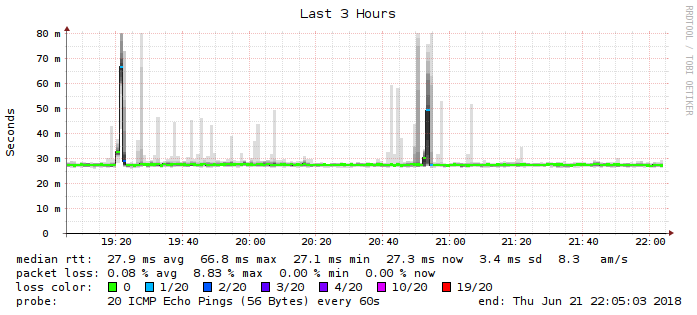 Last 3 Hours
RRDTOOL / TOBI OETIKER
Seconds
80 m
70 m
60 m
50 m
40 m
30 m
20 m
10 m
0
19:20 19:40 20:00 20:20 20:40 21:00 21:20 21:40 22:00
median rtt: 27.9 ms avg 66.8 ms max 27.1 ms min 27.3 ms now 3.4 ms sd 8.3 am/s
packet loss: 0.08 % avg 8.83 % max 0.00 % min 0.00 % now
loss color: 0 1/20 2/20 3/20 4/20 10/20 19/20
probe: 20 ICMP Echo Pings (56 Bytes) every 60s end: Thu Jun 21 22:05:03 2018